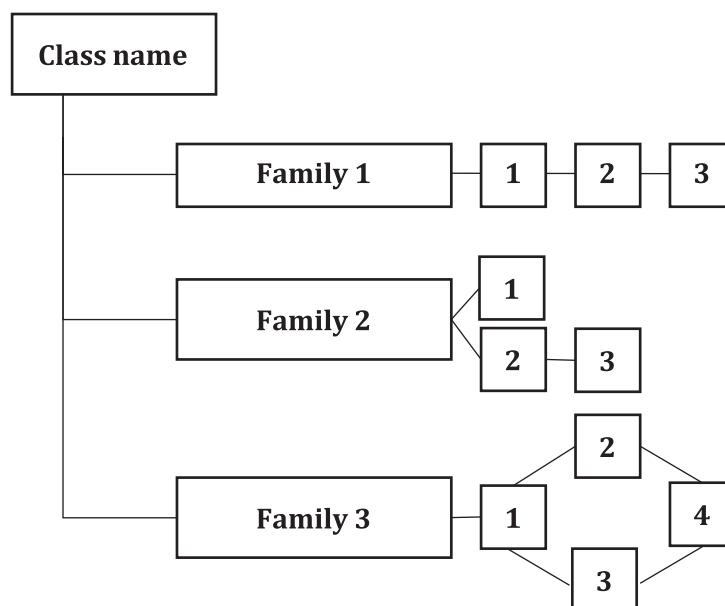 Class name
Family 1 1 2 3
1
Family 2
2 3
2
Family 3 1 4
3